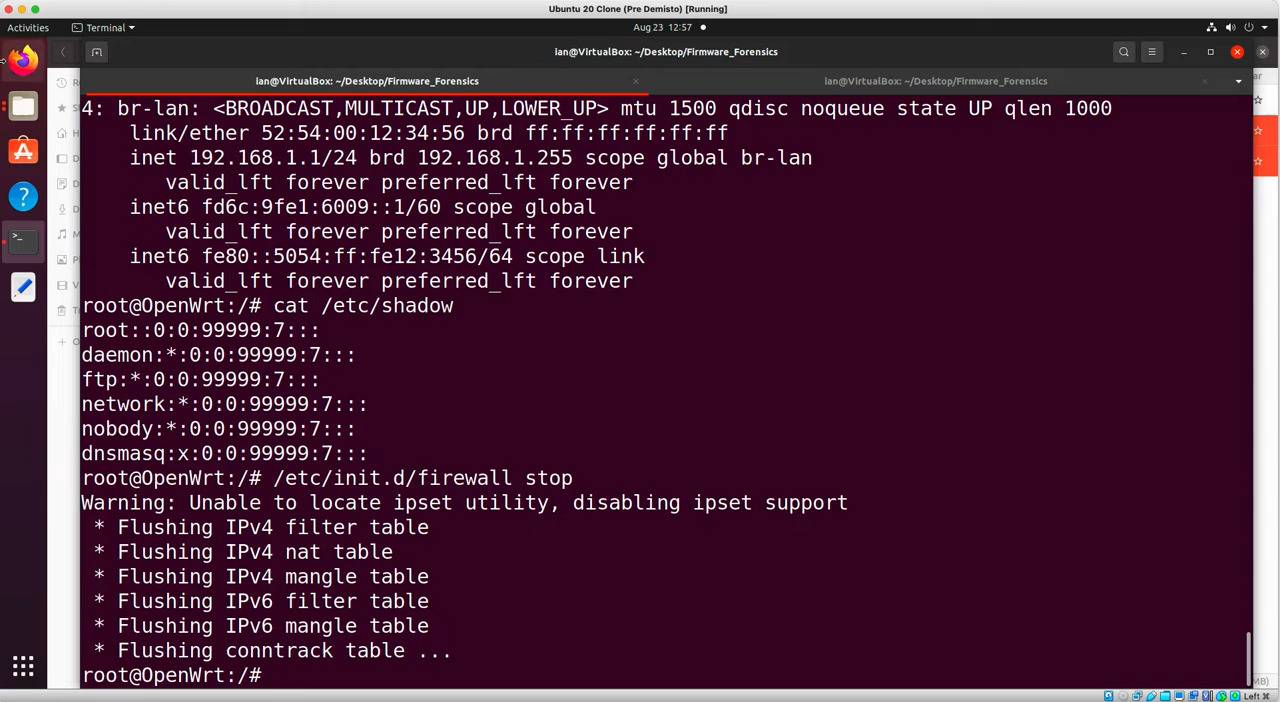 Ubuntu 20 Clone (Pre Demisto) [Running]
Activities
Terminal
Aug 23 12:57
ian@VirtualBox: ~/Desktop/Firmware_Forensics
ian@VirtualBox: ~/Desktop/Firmware_Forensics
ian@VirtualBox: ~/Desktop/Firmware_Forensics
4: br-lan: <BROADCAST,MULTICAST,UP,LOWER_UP> mtu 1500 qdisc noqueue state UP qlen 1000
link/ether 52:54:00:12:34:56 brd ff:ff:ff:ff:ff:ff
inet 192.168.1.1/24 brd 192.168.1.255 scope global br-lan
valid_lft forever preferred_lft forever
inet6 fd6c:9fe1:6009::1/60 scope global
valid_lft forever preferred_lft forever
inet6 fe80::5054:ff:fe12:3456/64 scope link
valid_lft forever preferred_lft forever
root@OpenWrt:/# cat /etc/shadow
root::0:0:99999:7:::
daemon:*:0:0:99999:7:::
ftp:*:0:0:99999:7:::
network:*:0:0:99999:7:::
nobody:*:0:0:99999:7:::
dnsmasq:x:0:0:99999:7:::
root@OpenWrt:/# /etc/init.d/firewall stop
Warning: Unable to locate ipset utility, disabling ipset support
* Flushing IPv4 filter table
* Flushing IPv4 nat table
* Flushing IPv4 mangle table
* Flushing IPv6 filter table
* Flushing IPv6 mangle table
* Flushing conntrack table ...
root@OpenWrt:/#
MB)
Left ⌘